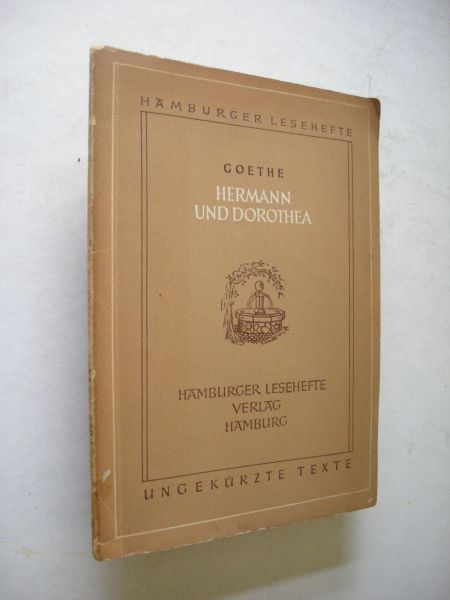 HAMBURGER LESEHEFTE
GOETHE
HERMANN
UND DOROTHEA
HAMBURGER LESEHEFTE
VERLAG
HAMBURG
UNGEKÜRZTE TEXTE